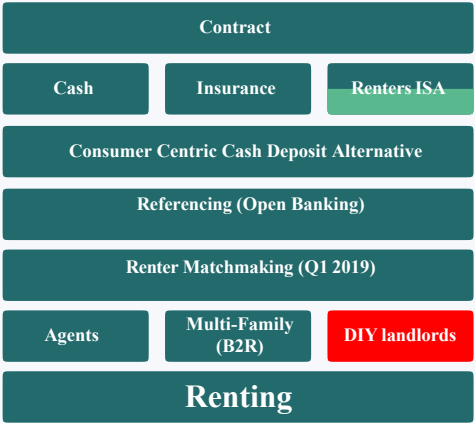 Contract
Cash
Insurance
Renters ISA
Consumer Centric Cash Deposit Alternative
Referencing (Open Banking)
Renter Matchmaking (Q1 2019)
Agents
Multi-Family
(B2R)
DIY landlords
Renting